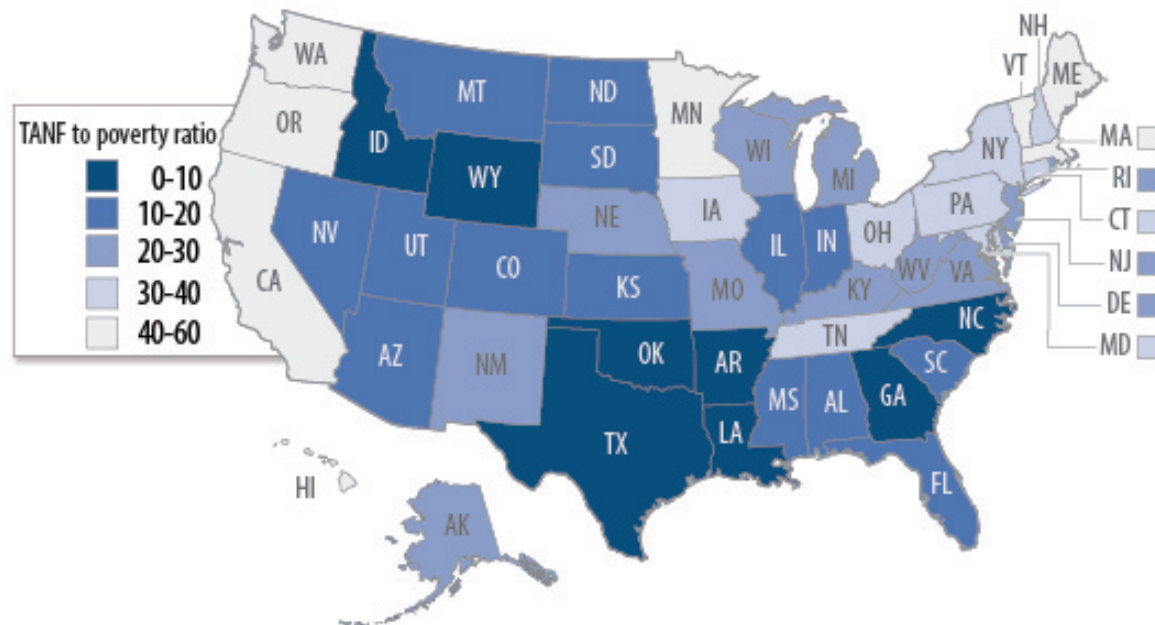 TANF to poverty ratio
0-10
10-20
20-30
30-40
40-60
WA
OR
CA
ID
NV
MT
WY
UT
AZ
CO
NM
ND
SD
NE
KS
OK
TX
MN
IA
MO
AR
LA
WI
IL
MI
IN
OH
KY
TN
MS
AL
GA
FL
SC
NC
VA
WV
PA
NY
VT
NH
ME
MA
RI
CT
NJ
DE
MD
HI
AK